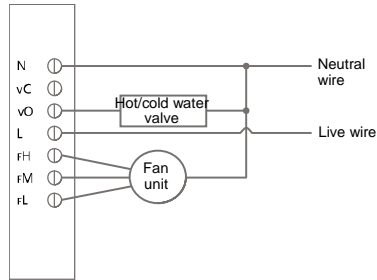 N
VC
VO
L
FH
FM
FL
Hot/cold water
valve
Fan
unit
Neutral
wire
Live wire